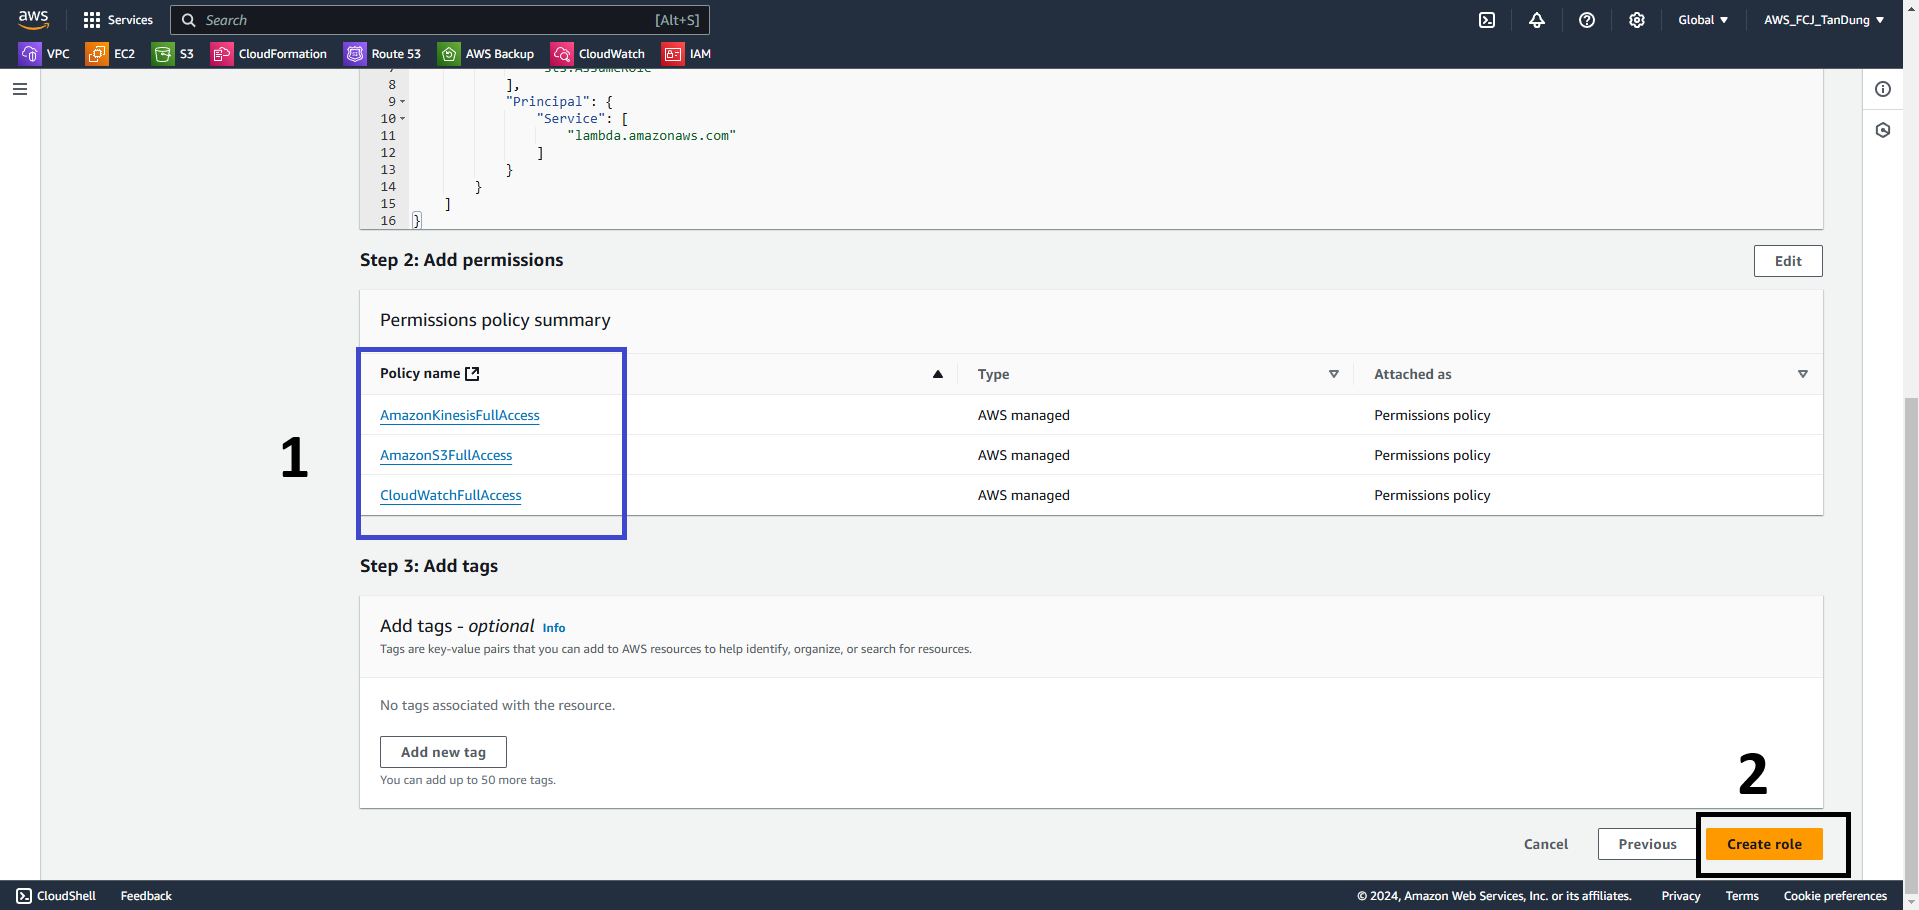 aws
Services
Search
[Alt+S]
Global
AWS_FCJ_TanDung
VPC
EC2
S3
CloudFormation
Route 53
AWS Backup
CloudWatch
IAM
8 ],
9 "Principal": {
10 "Service": [
11 "lambda.amazonaws.com"
12 ]
13 }
14 }
15 ]
16 }
Step 2: Add permissions
Edit
Permissions policy summary
Policy name
Type
Attached as
AmazonKinesisFullAccess AWS managed Permissions policy
AmazonS3FullAccess AWS managed Permissions policy
CloudWatchFullAccess AWS managed Permissions policy
1
Step 3: Add tags
Add tags - optional Info
Tags are key-value pairs that you can add to AWS resources to help identify, organize, or search for resources.
No tags associated with the resource.
Add new tag
You can add up to 50 more tags.
2
Cancel
Previous
Create role
CloudShell
Feedback
© 2024, Amazon Web Services, Inc. or its affiliates.
Privacy
Terms
Cookie preferences